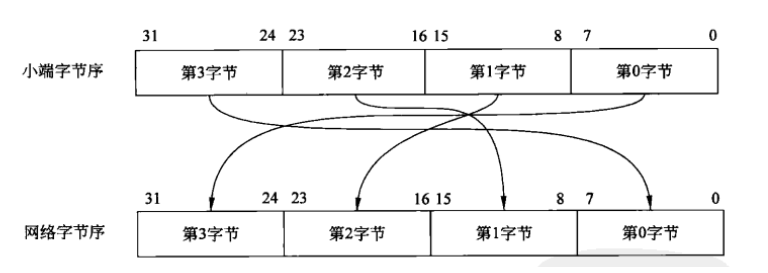 31 24 23 16 15 8 7 0
小端字节序 第3字节 第2字节 第1字节 第0字节
31 24 23 16 15 8 7 0
网络字节序 第3字节 第2字节 第1字节 第0字节